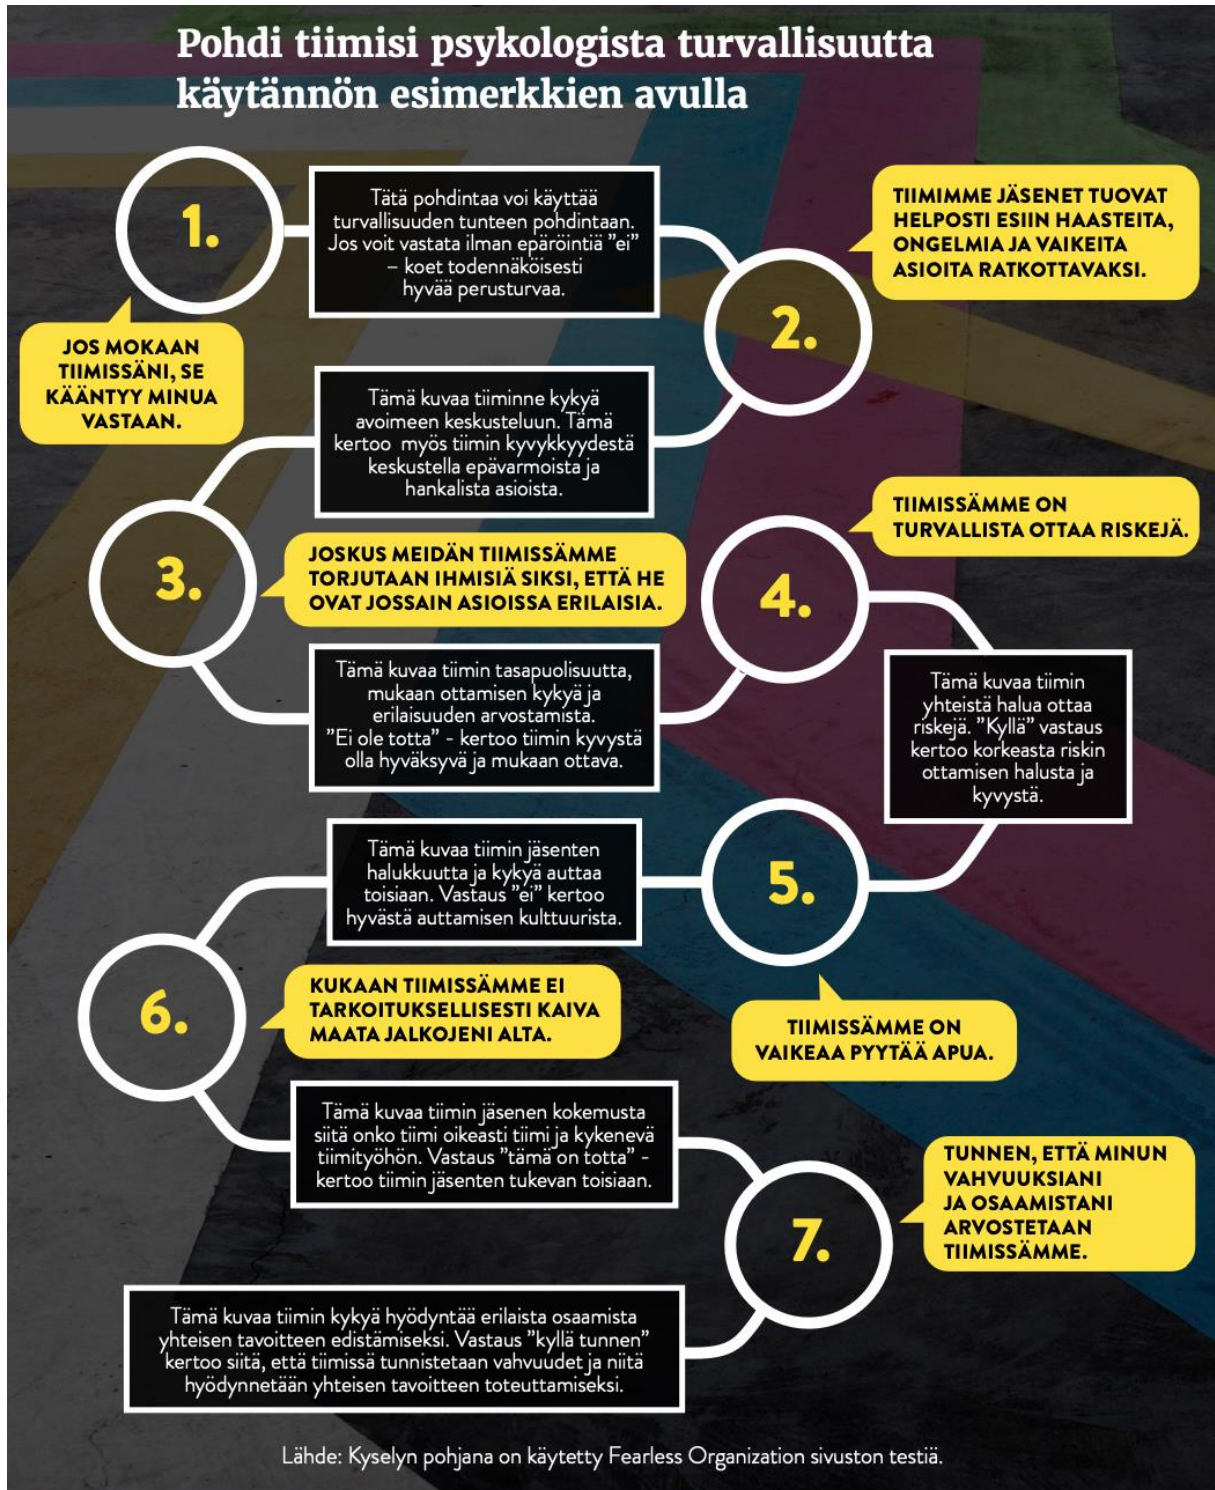 Pohdi tiimisi psykologista turvallisuutta
käytännön esimerkkien avulla
1.
JOS MOKAAN
TIIMISSÄNI, SE
KÄÄNTYY MINUA
VASTAAN.
Tätä pohdintaa voi käyttää
turvallisuuden tunteen pohdintaan.
Jos voit vastata ilman epäröintiä ”ei”
– koet todennäköisesti
hyvää perusturvaa.
2.
TIIMIMME JÄSENET TUOVAT
HELPOSTI ESIIN HAASTEITA,
ONGELMIA JA VAIKEITA
ASIOITA RATKOTTAVAKSI.
Tämä kuvaa tiiminne kykyä
avoimeen keskusteluun. Tämä
kertoo myös tiimin kyvykkyydestä
keskustella epävarmoista ja
hankalista asioista.
3.
JOSKUS MEIDÄN TIIMISSÄMME
TORJUTAAN IHMISIÄ SIKSI, ETTÄ HE
OVAT JOSSAIN ASIOISSA ERILAISIA.
Tämä kuvaa tiimin tasapuolisuutta,
mukaan ottamisen kykyä ja
erilaisuuden arvostamista.
”Ei ole totta” - kertoo tiimin kyvystä
olla hyväksyvä ja mukaan ottava.
4.
TIIMISSÄMME ON
TURVALLISTA OTTAA RISKEJÄ.
Tämä kuvaa tiimin
yhteistä halua ottaa
riskejä. ”Kyllä” vastaus
kertoo korkeasta riskin
ottamisen halusta ja
kyvystä.
5.
TIIMISSÄMME ON
VAIKEAA PYYTÄÄ APUA.
Tämä kuvaa tiimin jäsenten
halukkuutta ja kykyä auttaa
toisiaan. Vastaus ”ei” kertoo
hyvästä auttamisen kulttuurista.
6.
KUKAAN TIIMISSÄMME EI
TARKOITUKSELLISESTI KAIVA
MAATA JALKOJENI ALTA.
Tämä kuvaa tiimin jäsenen kokemusta
siitä onko tiimi oikeasti tiimi ja kykenevä
tiimityöhön. Vastaus ”tämä on totta” -
kertoo tiimin jäsenten tukevan toisiaan.
7.
TUNNEN, ETTÄ MINUN
VAHVUUKSIANI
JA OSAAMISTANI
ARVOSTETAAN
TIIMISSÄMME.
Tämä kuvaa tiimin kykyä hyödyntää erilaista osaamista
yhteisen tavoitteen edistämiseksi. Vastaus ”kyllä tunnen”
kertoo siitä, että tiimissä tunnistetaan vahvuudet ja niitä
hyödynnetään yhteisen tavoitteen toteuttamiseksi.
Lähde: Kyselyn pohjana on käytetty Fearless Organization sivuston testiä.